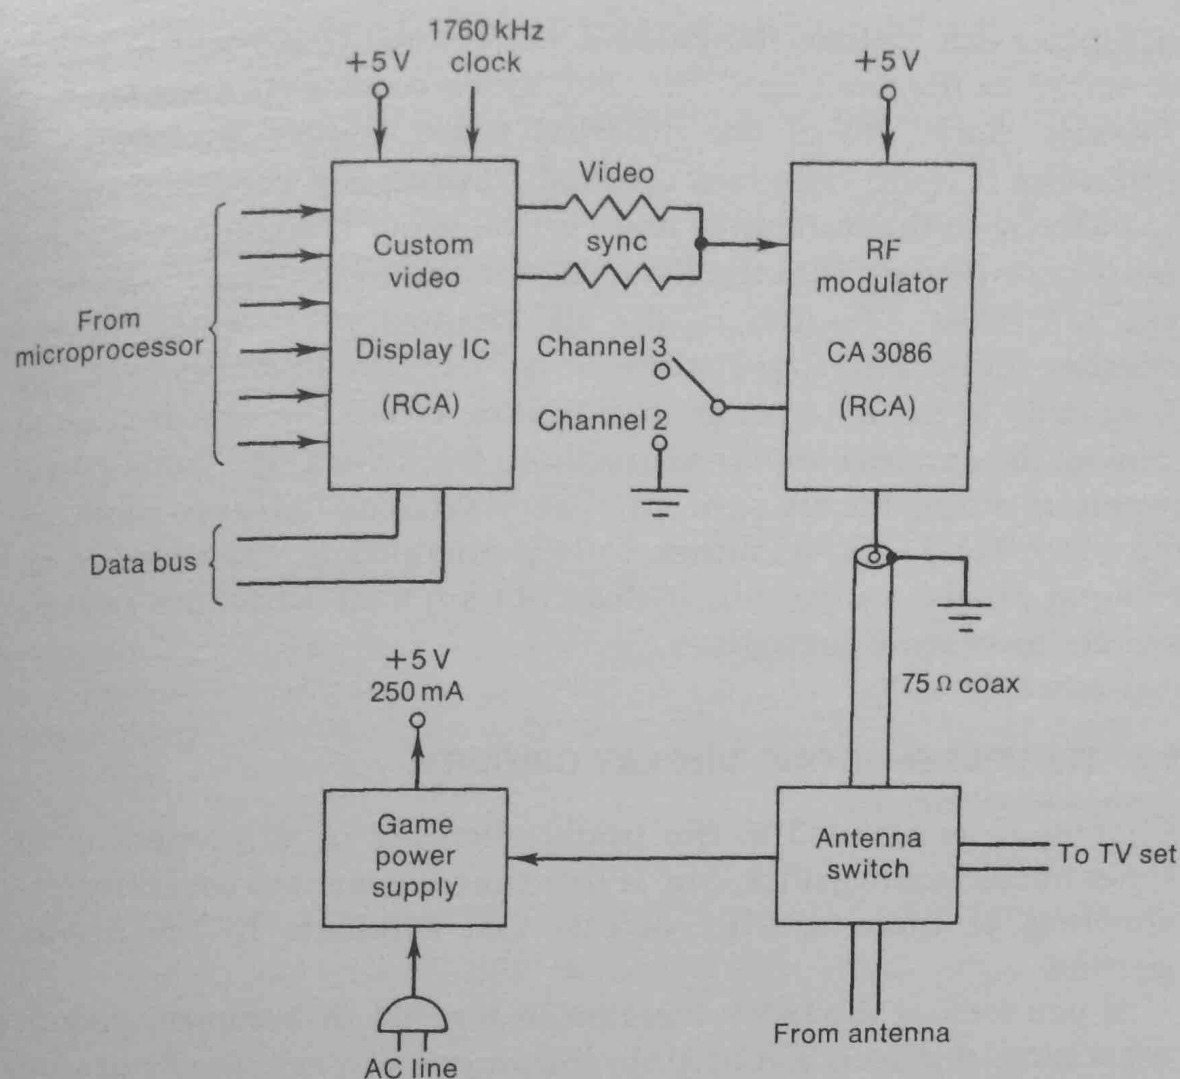 1760 kHz
clock
+5 V
+5 V
Video
sync
Custom
video
Display IC
(RCA)
RF
modulator
CA 3086
(RCA)
From
microprocessor
Channel 3
Channel 2
Data bus
+5 V
250 mA
75 Ω coax
Game
power
supply
Antenna
switch
To TV set
From antenna
AC line